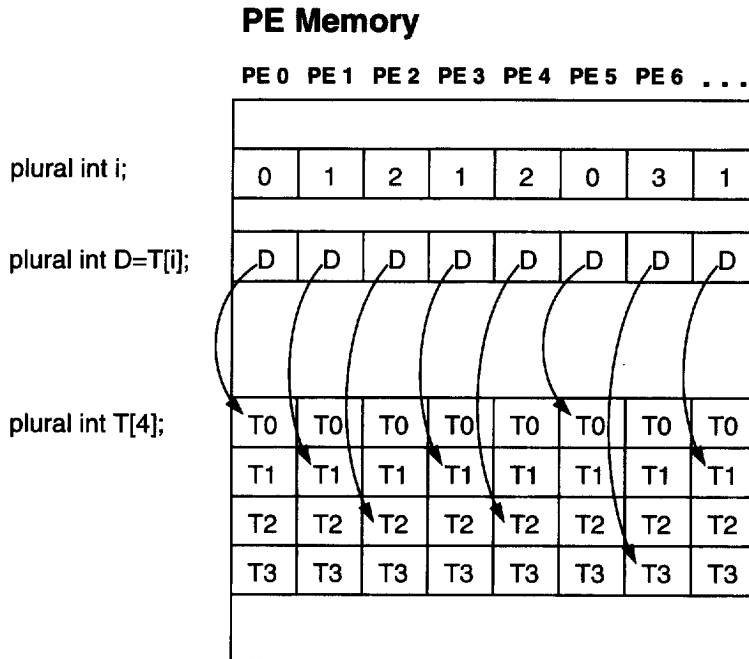 PE Memory
PE 0 PE 1 PE 2 PE 3 PE 4 PE 5 PE 6 . . .
plural int i; 0 1 2 1 2 0 3 1
plural int D=T[i]; D D D D D D D D
plural int T[4]; T0 T0 T0 T0 T0 T0 T0 T0
T1 T1 T1 T1 T1 T1 T1 T1
T2 T2 T2 T2 T2 T2 T2 T2
T3 T3 T3 T3 T3 T3 T3 T3